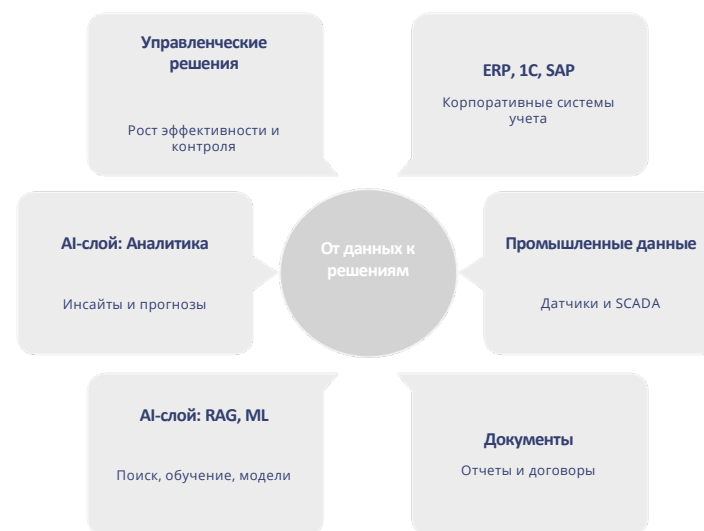 Управленческие
решения
Рост эффективности и
контроля
ERP, 1C, SAP
Корпоративные системы
учета
AI-слой: Аналитика
Инсайты и прогнозы
От данных к
решениям
Промышленные данные
Датчики и SCADA
AI-слой: RAG, ML
Поиск, обучение, модели
Документы
Отчеты и договоры